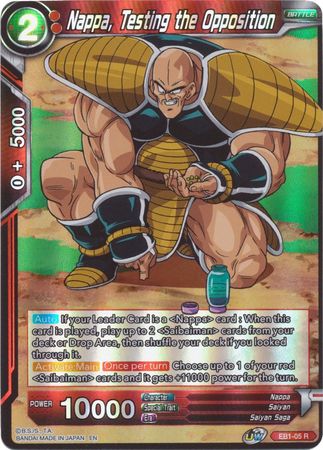 2
Nappa, Testing the Opposition
BATTLE
0 + 5000
Auto If your Leader Card is a <Nappa> card : When this
card is played, play up to 2 <Saibaiman> cards from your
deck or Drop Area, then shuffle your deck if you looked
through it.
Activate:Main Once per turn Choose up to 1 of your red
<Saibaiman> cards and it gets +11000 power for the turn.
POWER 10000
Character Nappa
Special Trait Saiyan
Era Saiyan Saga
©B.S./S., T.A.
BANDAI MADE IN JAPAN EN
UW
EB1-05 R